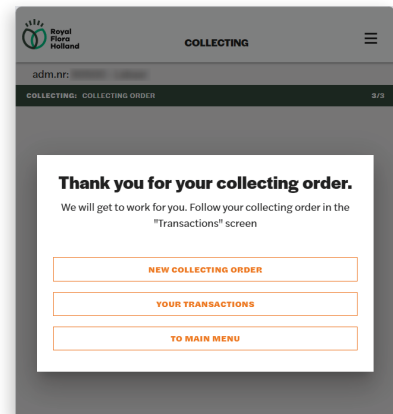 Royal
Flora
Holland
COLLECTING
adm.nr:
COLLECTING: COLLECTING ORDER 3/3
Thank you for your collecting order.
We will get to work for you. Follow your collecting order in the
"Transactions" screen
NEW COLLECTING ORDER
YOUR TRANSACTIONS
TO MAIN MENU